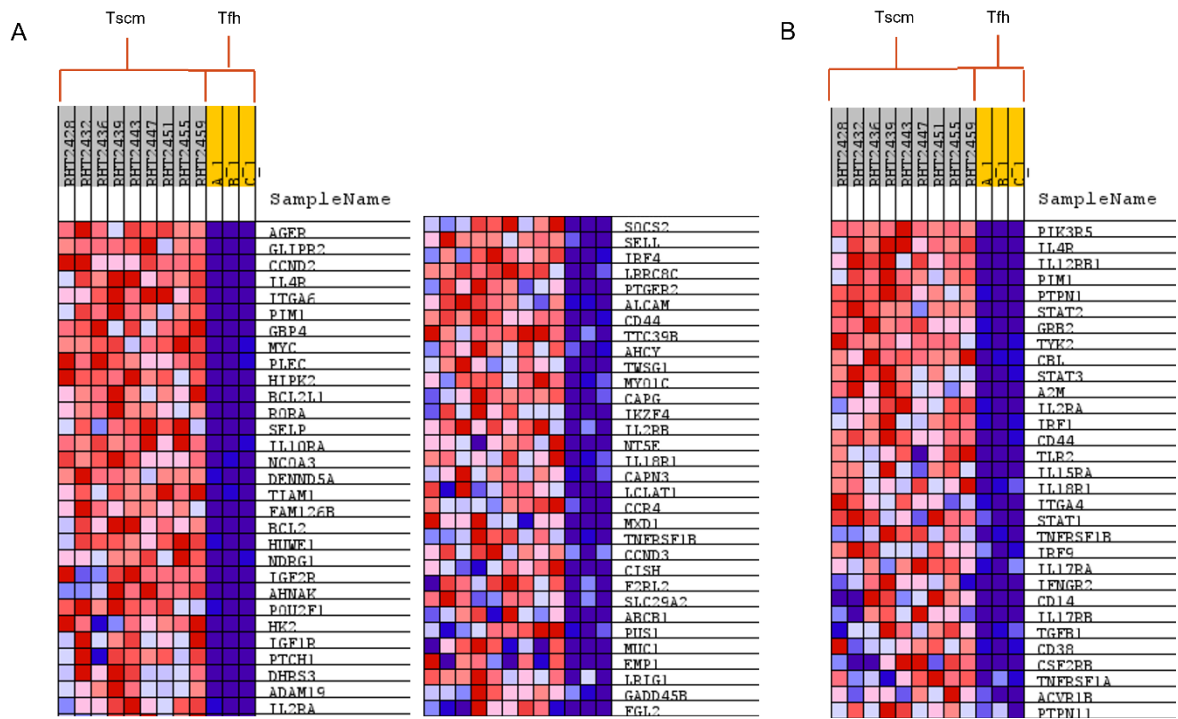 A
Tscm
Tfh
RHT2428
RHT2432
RHT2436
RHT2439
RHT2443
RHT2447
RHT2451
RHT2455
RHT2459
A_1
B_1
C_1
SampleName
AGER
GLIPR2
CCND2
IL4R
ITGA6
PIM1
GBP4
MYC
PLEC
HIPK2
BCL2L1
RORA
SELP
IL10RA
NCOA3
DENND5A
TIAM1
FAM126B
BCL2
HUWE1
NDRG1
IGF2R
AHNAK
POU2F1
HK2
IGF1R
PTCH1
DHRS3
ADAM19
IL2RA
SOCS2
SELL
IRF4
LRRC8C
PTGER2
ALCAM
CD44
TTC39B
AHCY
TWSG1
MYO1C
CAPG
IKZF4
IL2RB
NT5E
IL18R1
CAPN3
LCLAT1
CCR4
MXD1
TNFRSF1B
CCND3
CISH
F2RL2
SLC29A2
ABCB1
PUS1
MUC1
EMP1
LRIG1
GADD45B
FGL2
B
Tscm
Tfh
RHT2428
RHT2432
RHT2436
RHT2439
RHT2443
RHT2447
RHT2451
RHT2455
RHT2459
A_1
B_1
C_1
SampleName
PIK3R5
IL4R
IL12RB1
PIM1
PTPN1
STAT2
GRB2
TYK2
CBL
STAT3
A2M
IL2RA
IRF1
CD44
TLR2
IL15RA
IL18R1
ITGA4
STAT1
TNFRSF1B
IRF9
IL17RA
IFNGR2
CD14
IL17RB
TGFB1
CD38
CSF2RB
TNFRSF1A
ACVR1B
PTPN11